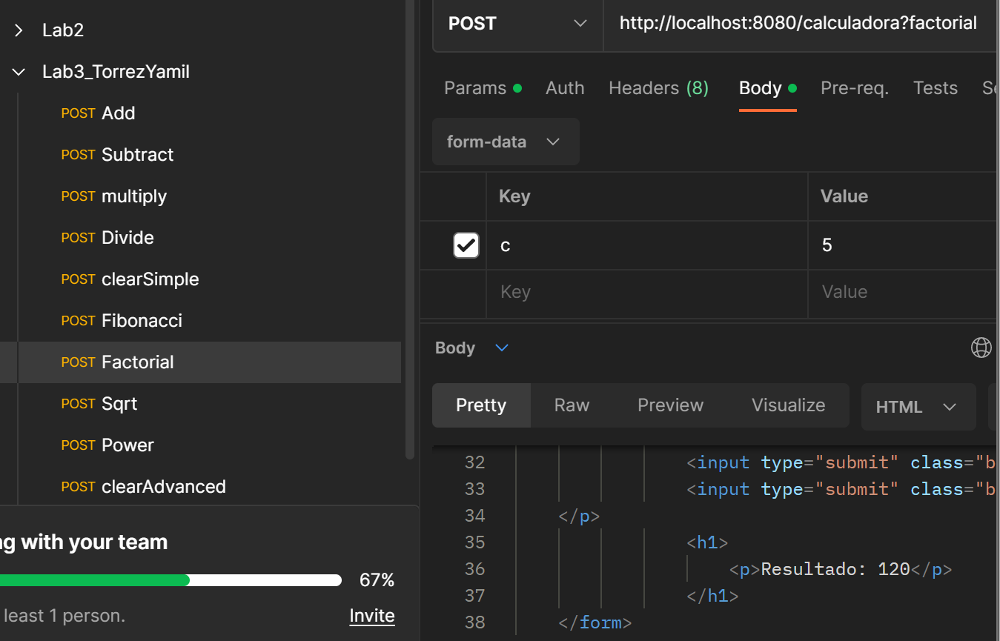 Lab2
Lab3_TorrezYamil
POST Add
POST Subtract
POST multiply
POST Divide
POST clearSimple
POST Fibonacci
POST Factorial
POST Sqrt
POST Power
POST clearAdvanced
g with your team
67%
least 1 person.
Invite
POST
http://localhost:8080/calculadora?factorial
Params Auth Headers (8) Body Pre-req. Tests Se
form-data
Key Value
c 5
Key Value
Body
Pretty Raw Preview Visualize HTML
32 <input type="submit" class="b
33 <input type="submit" class="b
34 </p>
35 <h1>
36 <p>Resultado: 120</p>
37 </h1>
38 </form>